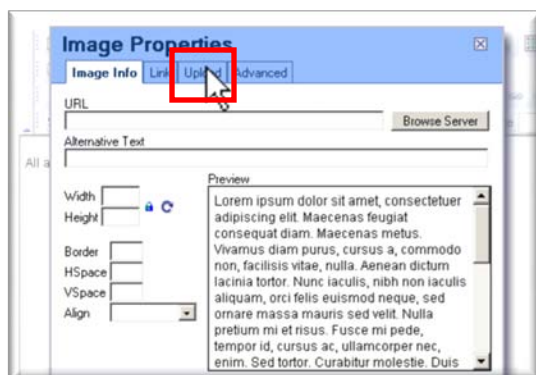 Image Properties
Image Info Link Upload Advanced
URL
Browse Server
Alternative Text
All a
Preview
Width
Height
Border
HSpace
VSpace
Align
Lorem ipsum dolor sit amet, consectetuer
adipiscing elit. Maecenas feugiat
consequat diam. Maecenas metus.
Vivamus diam purus, cursus a, commodo
non, facilisis vitae, nulla. Aenean dictum
lacinia tortor. Nunc iaculis, nibh non iaculis
aliquam, orci felis euismod neque, sed
ornare massa mauris sed velit. Nulla
pretium mi et risus. Fusce mi pede,
tempor id, cursus ac, ullamcorper nec,
enim. Sed tortor. Curabitur molestie. Duis